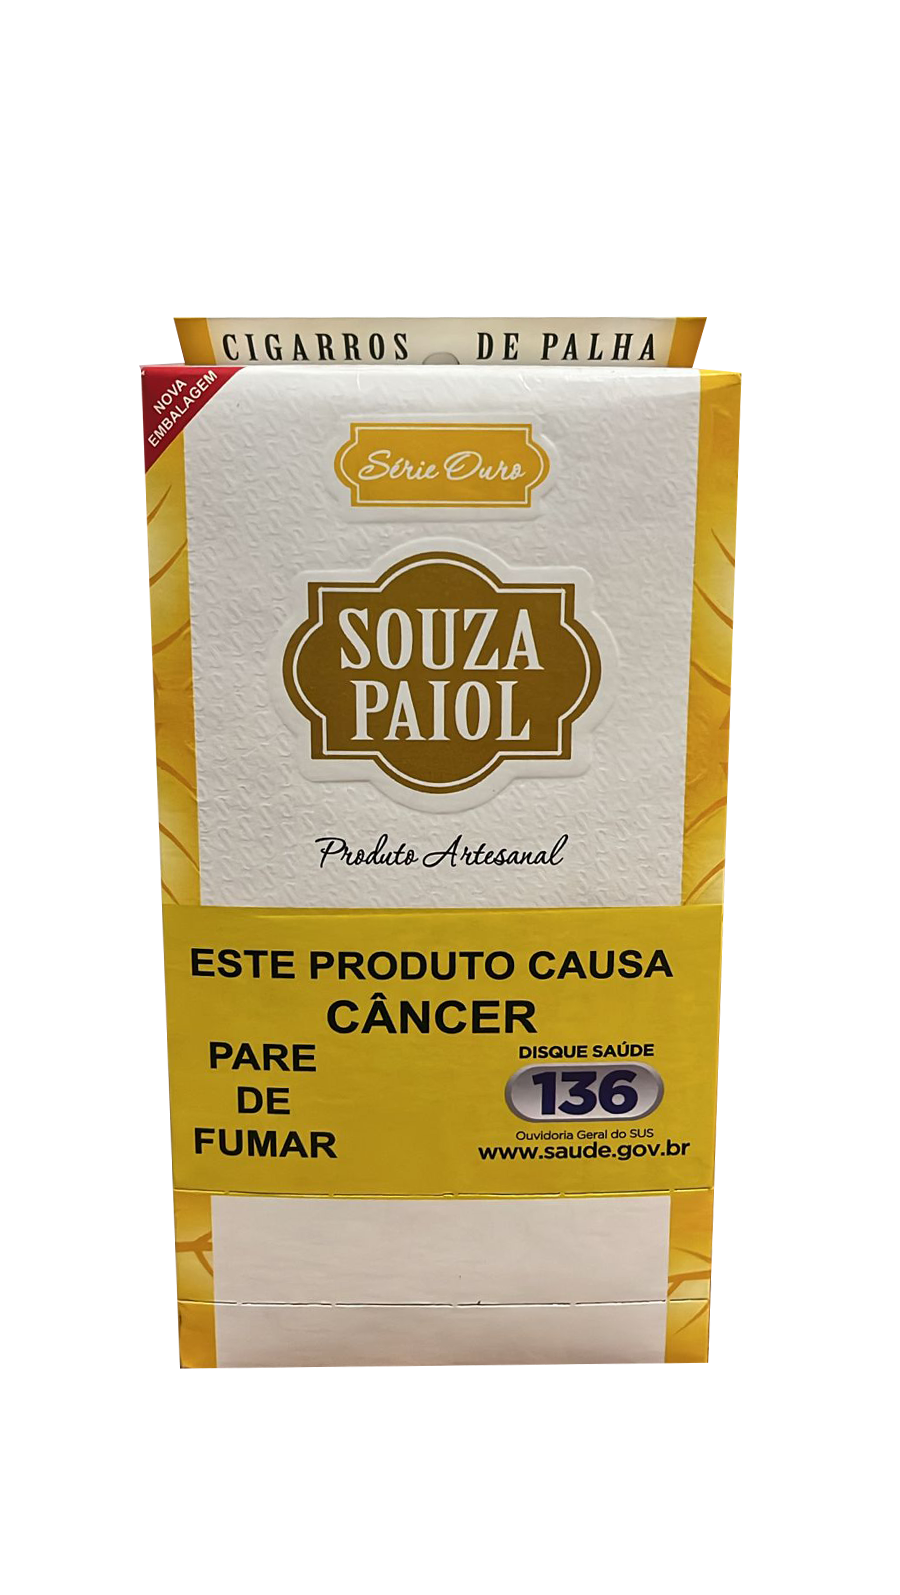 CIGARROS DE PALHA
NOVA
EMBALAGEM
Série Ouro
SOUZA
PAIOL
Produto Artesanal
ESTE PRODUTO CAUSA
CÂNCER
PARE
DE
FUMAR
DISQUE SAÚDE
136
Ouvidoria Geral do SUS
www.saude.gov.br